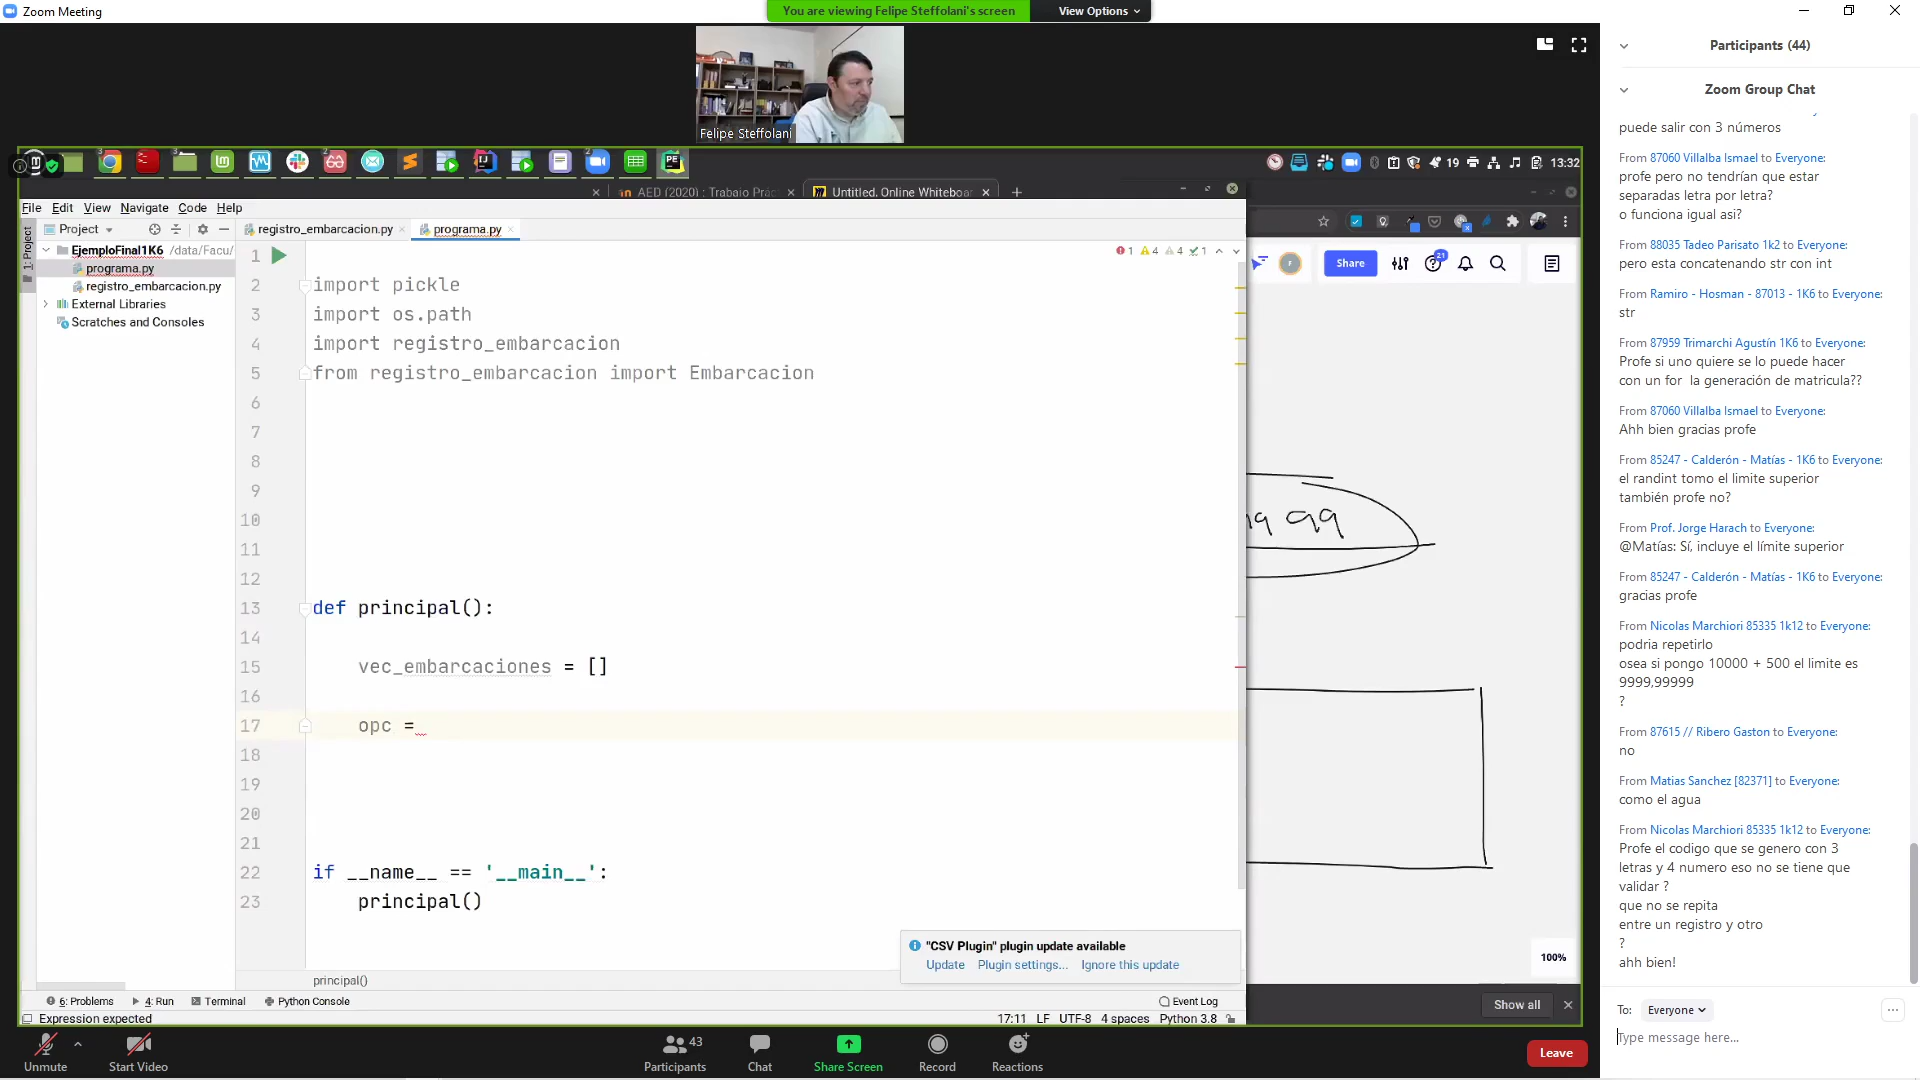 Zoom Meeting
You are viewing Felipe Steffolani's screen
View Options
Felipe Steffolani
13:32
AED (2020) : Trabajo Prác
Untitled, Online Whiteboar
File Edit View Navigate Code Help
Project
registro_embarcacion.py
programa.py
1: Project
EjemploFinal1K6 /data/Facu/
programa.py
registro_embarcacion.py
External Libraries
Scratches and Consoles
1 4 4 1
1
2 import pickle
3 import os.path
4 import registro_embarcacion
5 from registro_embarcacion import Embarcacion
6
7
8
9
10
11
12
13 def principal():
14
15 vec_embarcaciones = []
16
17 opc =
18
19
20
21
22 if __name__ == '__main__':
23 principal()
principal()
"CSV Plugin" plugin update available
Update Plugin settings... Ignore this update
6: Problems 4: Run Terminal Python Console
Event Log
Expression expected
17:11 LF UTF-8 4 spaces Python 3.8
Share
21
99
100%
Show all
Unmute
Start Video
Participants
43
Chat
Share Screen
Record
Reactions
Leave
Participants (44)
Zoom Group Chat
puede salir con 3 números
From 87060 Villalba Ismael to Everyone:
profe pero no tendrían que estar
separadas letra por letra?
o funciona igual asi?
From 88035 Tadeo Parisato 1k2 to Everyone:
pero esta concatenando str con int
From Ramiro - Hosman - 87013 - 1K6 to Everyone:
str
From 87959 Trimarchi Agustín 1K6 to Everyone:
Profe si uno quiere se lo puede hacer
con un for la generación de matricula??
From 87060 Villalba Ismael to Everyone:
Ahh bien gracias profe
From 85247 - Calderón - Matías - 1K6 to Everyone:
el randint tomo el limite superior
también profe no?
From Prof. Jorge Harach to Everyone:
@Matías: Sí, incluye el límite superior
From 85247 - Calderón - Matías - 1K6 to Everyone:
gracias profe
From Nicolas Marchiori 85335 1k12 to Everyone:
podria repetirlo
osea si pongo 10000 + 500 el limite es
9999,99999
?
From 87615 // Ribero Gaston to Everyone:
no
From Matias Sanchez [82371] to Everyone:
como el agua
From Nicolas Marchiori 85335 1k12 to Everyone:
Profe el codigo que se genero con 3
letras y 4 numero eso no se tiene que
validar ?
que no se repita
entre un registro y otro
?
ahh bien!
To: Everyone
Type message here...